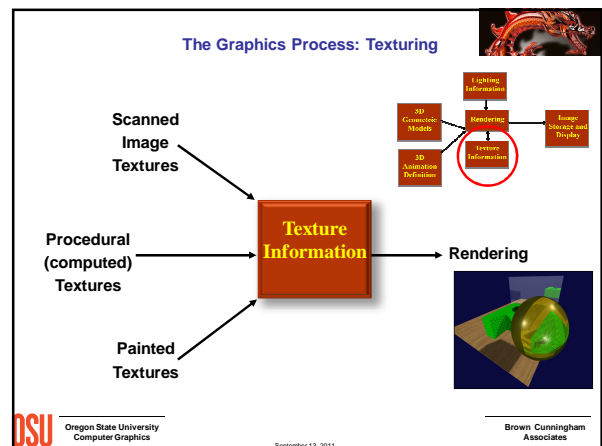 The Graphics Process: Texturing
Lighting
Information
3D
Geometric
Models
Rendering
Image
Storage and
Display
Texture
Information
3D
Animation
Definition
Scanned
Image
Textures
Texture
Information
Procedural
(computed)
Textures
Rendering
Painted
Textures
OSU
Oregon State University
Computer Graphics
September 13, 2011
Brown Cunningham
Associates